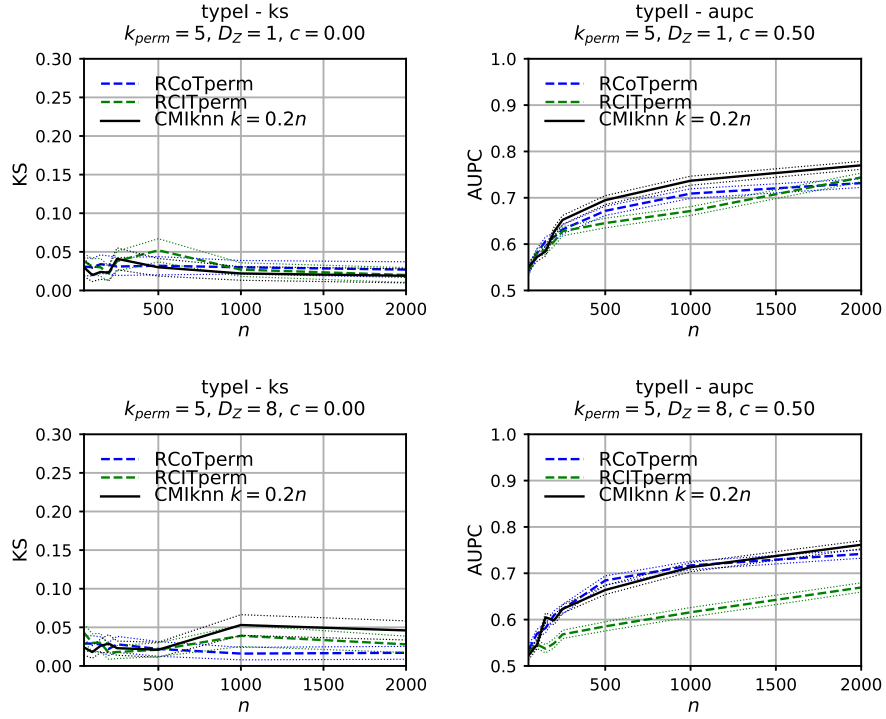 typeI - ks
k_perm = 5, D_Z = 1, c = 0.00
0.30
0.25
0.20
0.15
0.10
0.05
0.00
KS
RCoTperm
RCITperm
CMIknn k = 0.2n
500
1000
1500
2000
n
typeII - aupc
k_perm = 5, D_Z = 1, c = 0.50
1.0
0.9
0.8
0.7
0.6
0.5
AUPC
RCoTperm
RCITperm
CMIknn k = 0.2n
500
1000
1500
2000
n
typeI - ks
k_perm = 5, D_Z = 8, c = 0.00
0.30
0.25
0.20
0.15
0.10
0.05
0.00
KS
RCoTperm
RCITperm
CMIknn k = 0.2n
500
1000
1500
2000
n
typeII - aupc
k_perm = 5, D_Z = 8, c = 0.50
1.0
0.9
0.8
0.7
0.6
0.5
AUPC
RCoTperm
RCITperm
CMIknn k = 0.2n
500
1000
1500
2000
n